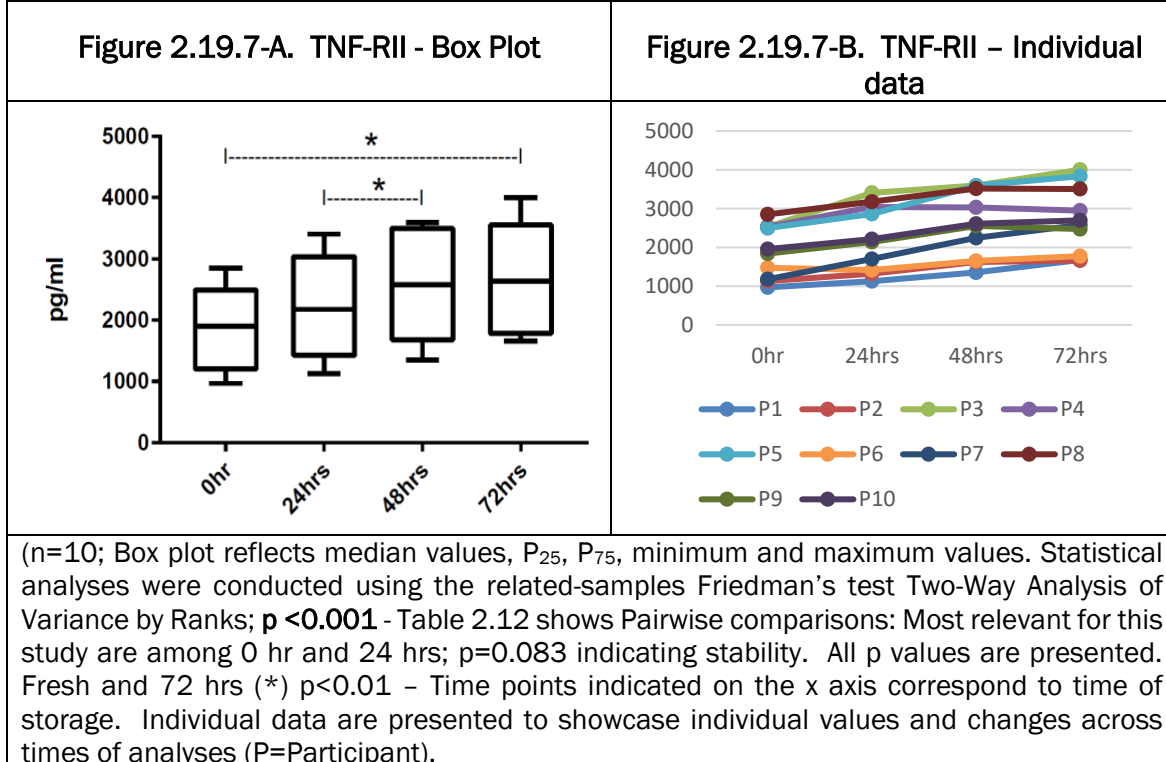 Figure 2.19.7-A.  TNF-RII - Box Plot
Figure 2.19.7-B.  TNF-RII – Individual
data
5000
4000
3000
2000
1000
0
pg/ml
*
*
0hr
24hrs
48hrs
72hrs
5000
4000
3000
2000
1000
0
0hr 24hrs 48hrs 72hrs
P1 P2 P3 P4
P5 P6 P7 P8
P9 P10
(n=10; Box plot reflects median values, P25, P75, minimum and maximum values. Statistical
analyses were conducted using the related-samples Friedman’s test Two-Way Analysis of
Variance by Ranks; p <0.001 - Table 2.12 shows Pairwise comparisons: Most relevant for this
study are among 0 hr and 24 hrs; p=0.083 indicating stability.  All p values are presented.
Fresh and 72 hrs (*) p<0.01 – Time points indicated on the x axis correspond to time of
storage.  Individual data are presented to showcase individual values and changes across
times of analyses (P=Participant).